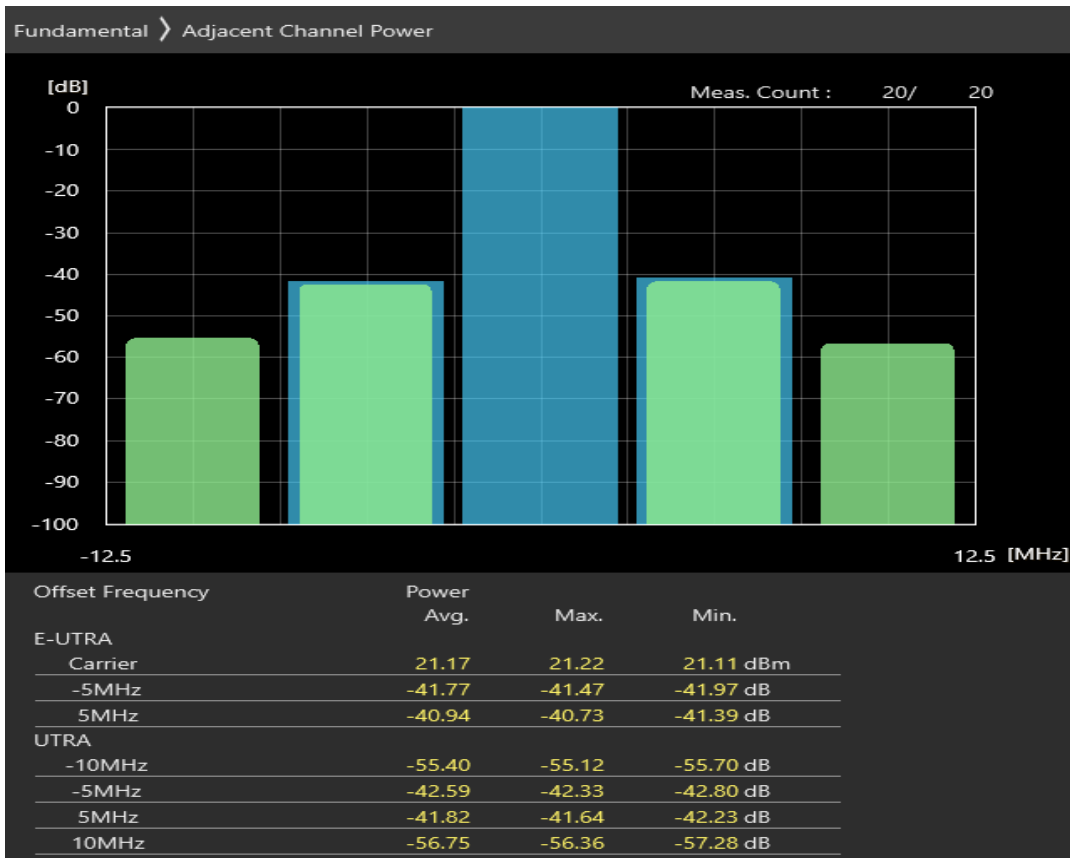 Fundamental 〉 Adjacent Channel Power
[dB]
Meas. Count : 20/ 20
0
-10
-20
-30
-40
-50
-60
-70
-80
-90
-100
-12.5 12.5 [MHz]
Offset Frequency Power
Avg. Max. Min.
E-UTRA
Carrier 21.17 21.22 21.11 dBm
-5MHz -41.77 -41.47 -41.97 dB
5MHz -40.94 -40.73 -41.39 dB
UTRA
-10MHz -55.40 -55.12 -55.70 dB
-5MHz -42.59 -42.33 -42.80 dB
5MHz -41.82 -41.64 -42.23 dB
10MHz -56.75 -56.36 -57.28 dB